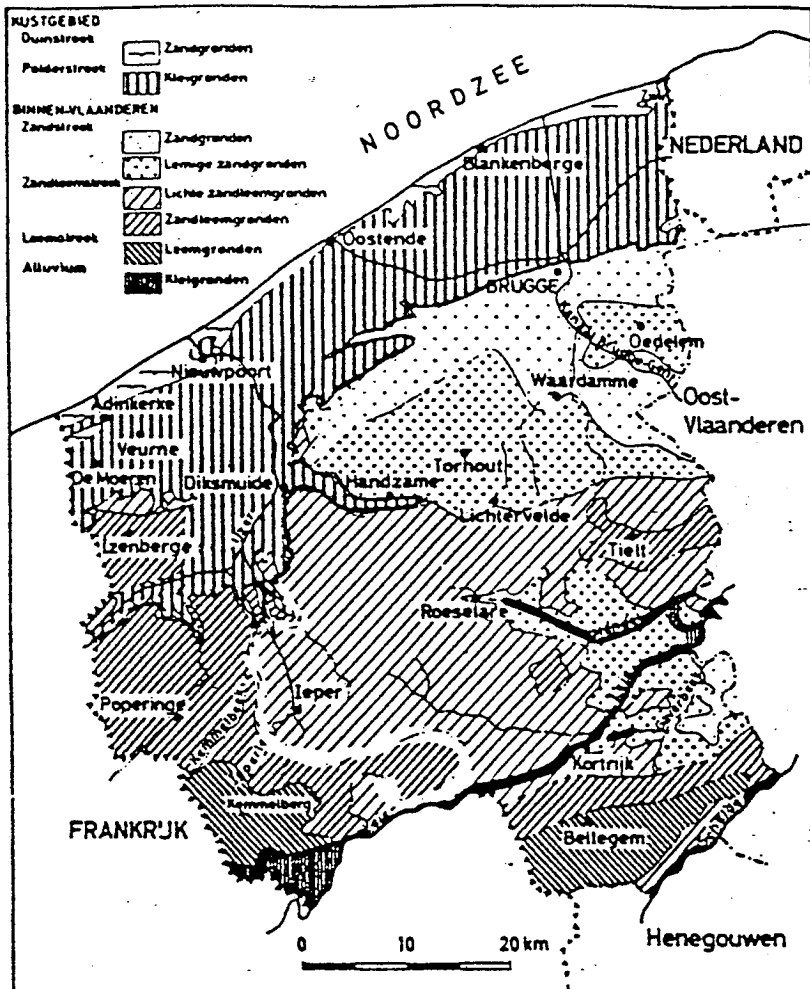 KUSTGEBIED
Duinstreek
Zandgronden
Polderstreek
Kleigronden
BINNEN-VLAANDEREN
Zandstreek
Zandgronden
Lemige zandgronden
Zandleemstreek
Lichte zandleemgronden
Zandleemgronden
Leemstreek
Leemgronden
Alluvium
Kleigronden
NOORDZEE
NEDERLAND
Blankenberge
Oostende
BRUGGE
Oedelem
Nieuwpoort
Waardamme
Oost-
Vlaanderen
Adinkerke
Veurne
De Moeren
Diksmuide
Handzame
Torhout
Lichtervelde
Izenberge
Tielt
Roeselare
Poperinge
Ieper
Kemmelbeek
Kortrijk
Kemmelberg
Bellegem
FRANKRIJK
Henegouwen
0 10 20 km